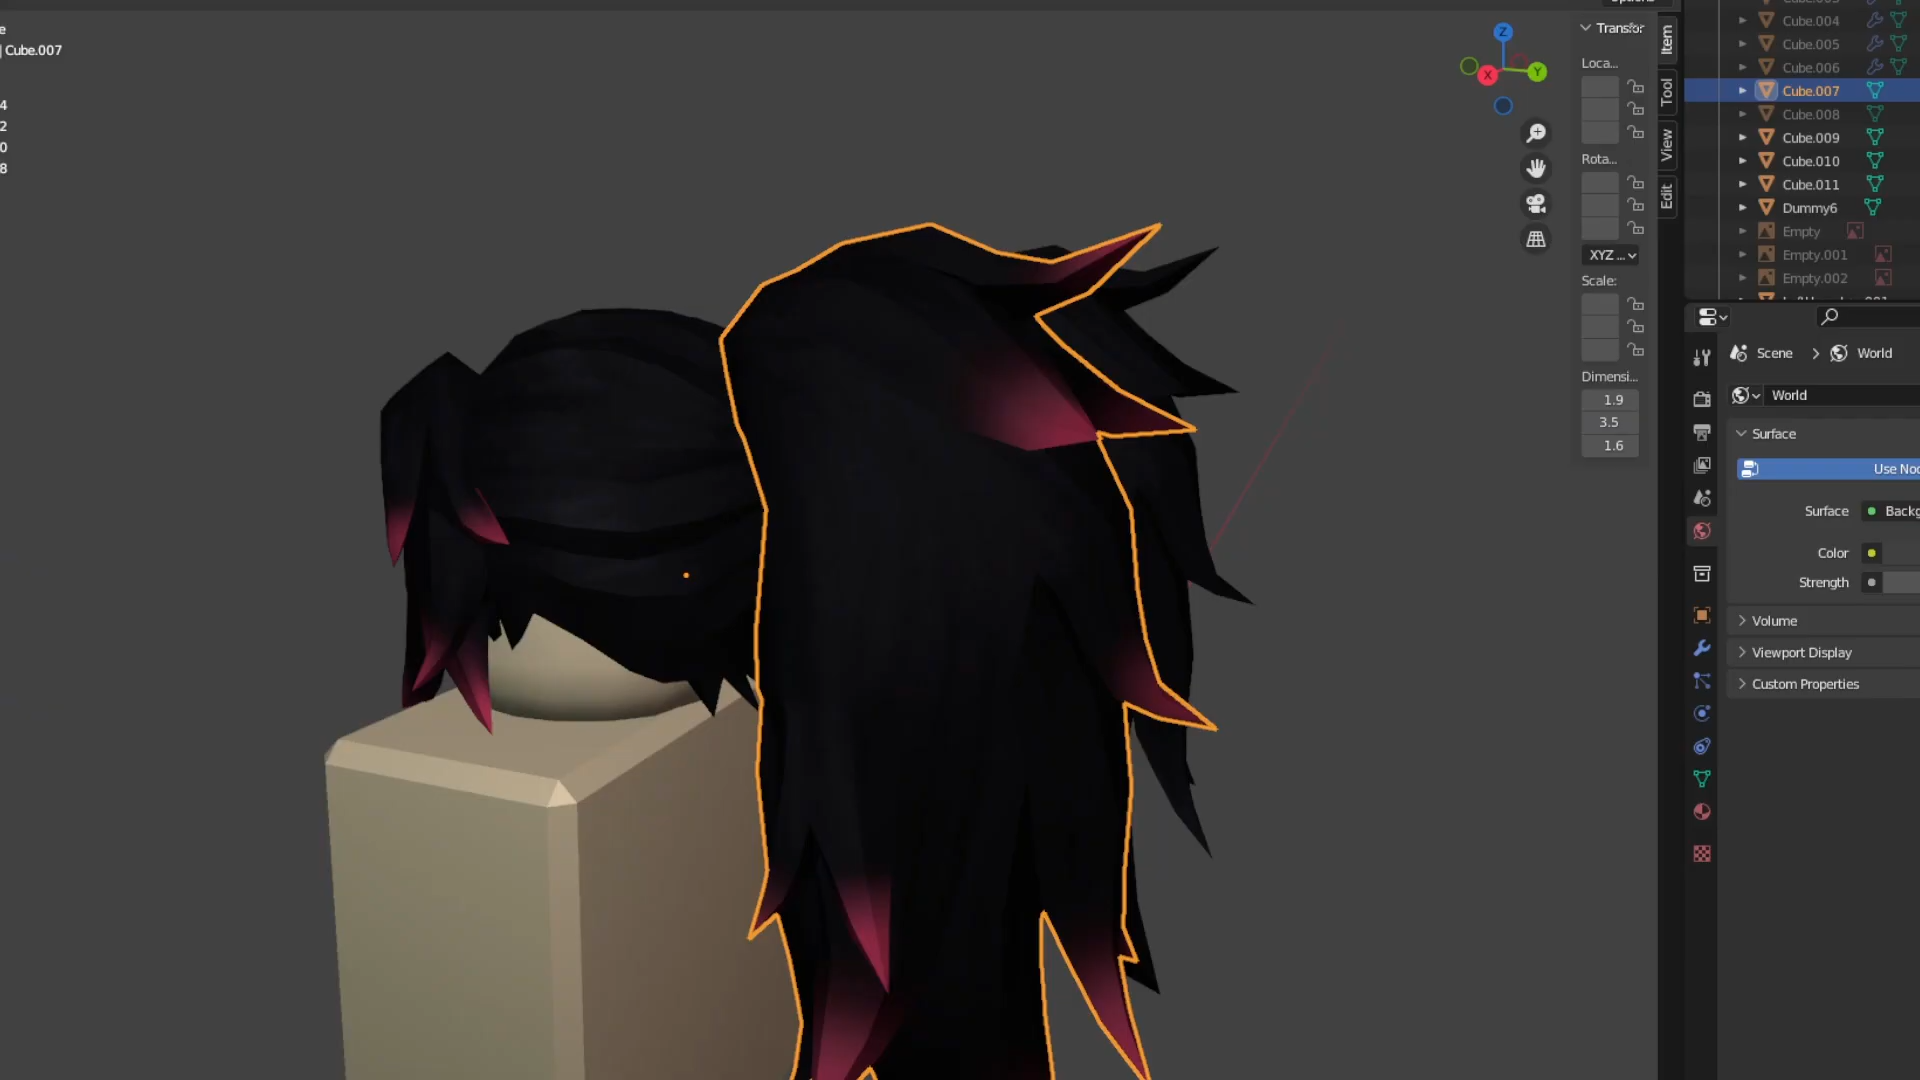 e
| Cube.007
4
2
0
8
Z
X
Y
Options
Transfor
Loca...
Rota...
XYZ ...
Scale:
Dimensi...
1.9
3.5
1.6
Item
Tool
View
Edit
Cube.004
Cube.005
Cube.006
Cube.007
Cube.008
Cube.009
Cube.010
Cube.011
Dummy6
Empty
Empty.001
Empty.002
Scene
World
World
Surface
Use Noc
Surface
Backg
Color
Strength
Volume
Viewport Display
Custom Properties